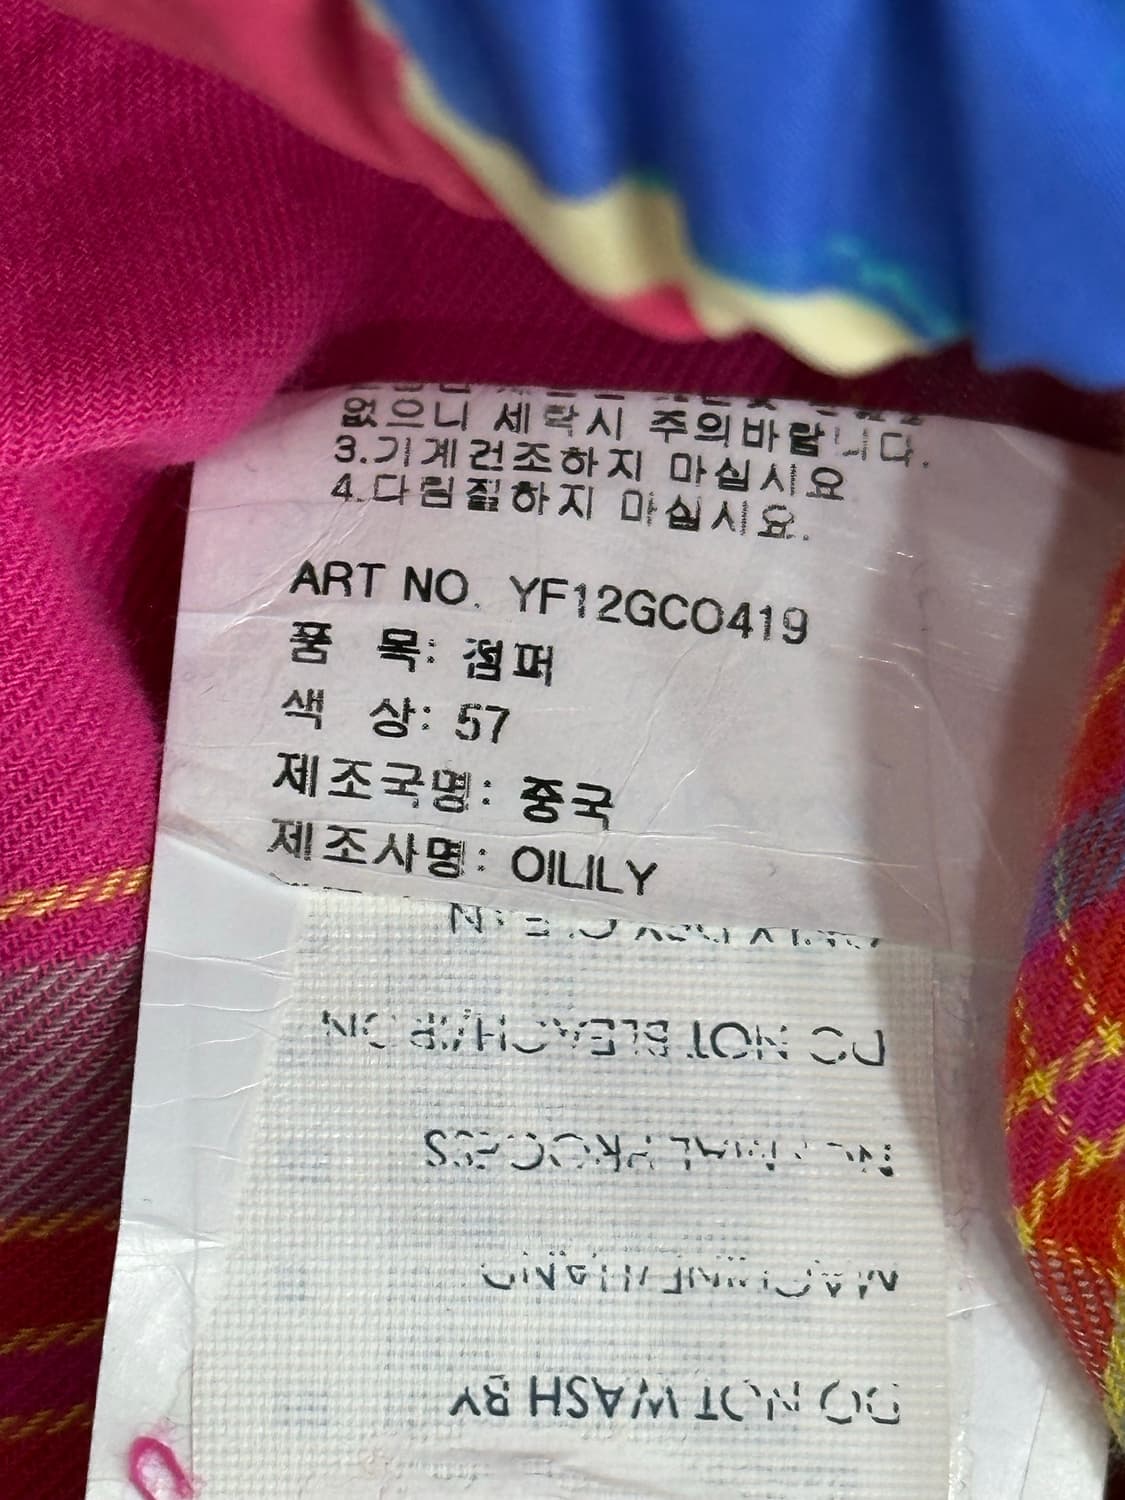 없으니 세탁시 주의바랍니다.
3.기계건조하지 마십시요
4.다림질하지 마십시요.
ART NO. YF12GCO419
품 목: 점퍼
색 상: 57
제조국명: 중국
제조사명: OILILY
DO NOT WASH BY
MACHINE/HAND
PROCESS
DO NOT BLEACH/IRON